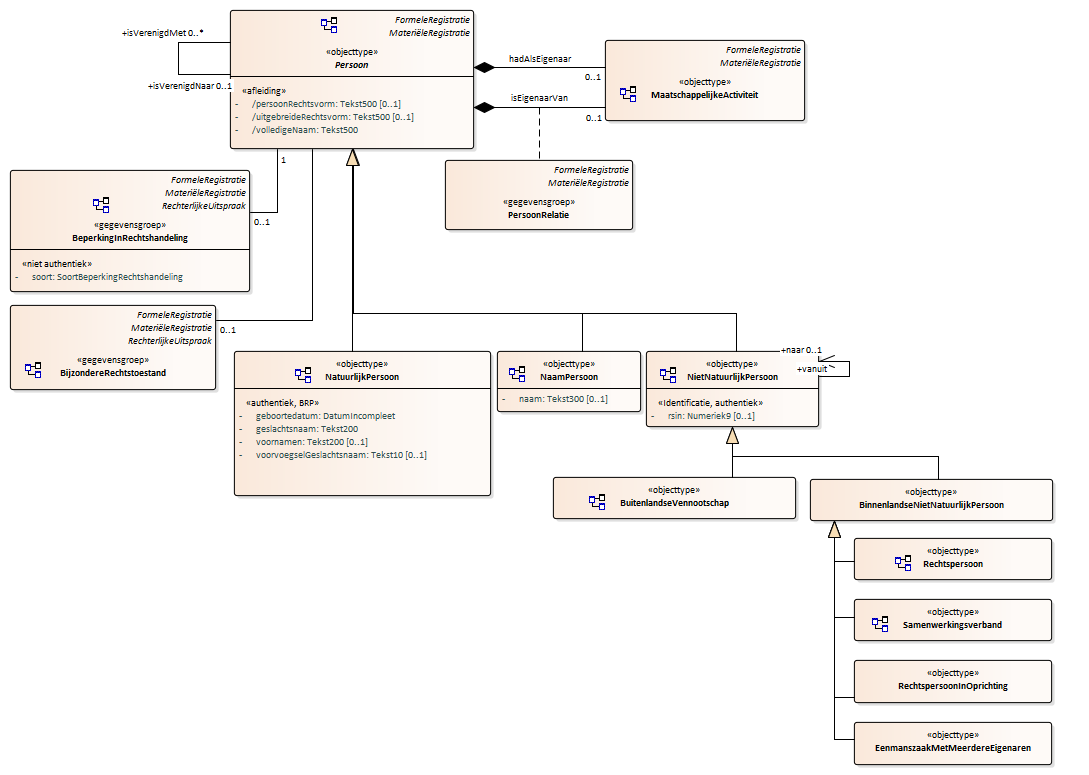 FormeleRegistratie
MateriëleRegistratie
«objecttype»
Persoon
«afleiding»
- /persoonRechtsvorm: Tekst500 [0..1]
- /uitgebreideRechtsvorm: Tekst500 [0..1]
- /volledigeNaam: Tekst500
+isVerenigdMet 0..*
+isVerenigdNaar 0..1
hadAlsEigenaar
0..1
isEigenaarVan
0..1
FormeleRegistratie
MateriëleRegistratie
«objecttype»
MaatschappelijkeActiviteit
FormeleRegistratie
MateriëleRegistratie
«gegevensgroep»
PersoonRelatie
1
0..1
FormeleRegistratie
MateriëleRegistratie
RechterlijkeUitspraak
«gegevensgroep»
BeperkingInRechtshandeling
«niet authentiek»
- soort: SoortBeperkingRechtshandeling
FormeleRegistratie
MateriëleRegistratie
RechterlijkeUitspraak
«gegevensgroep»
BijzondereRechtstoestand
0..1
«objecttype»
NatuurlijkPersoon
«authentiek, BRP»
- geboortedatum: DatumIncompleet
- geslachtsnaam: Tekst200
- voornamen: Tekst200 [0..1]
- voorvoegselGeslachtsnaam: Tekst10 [0..1]
«objecttype»
NaamPersoon
- naam: Tekst300 [0..1]
«objecttype»
NietNatuurlijkPersoon
«Identificatie, authentiek»
- rsin: Numeriek9 [0..1]
+naar 0..1
+vanuit
«objecttype»
BuitenlandseVennootschap
«objecttype»
BinnenlandseNietNatuurlijkPersoon
«objecttype»
Rechtspersoon
«objecttype»
Samenwerkingsverband
«objecttype»
RechtspersoonInOprichting
«objecttype»
EenmanszaakMetMeerdereEigenaren